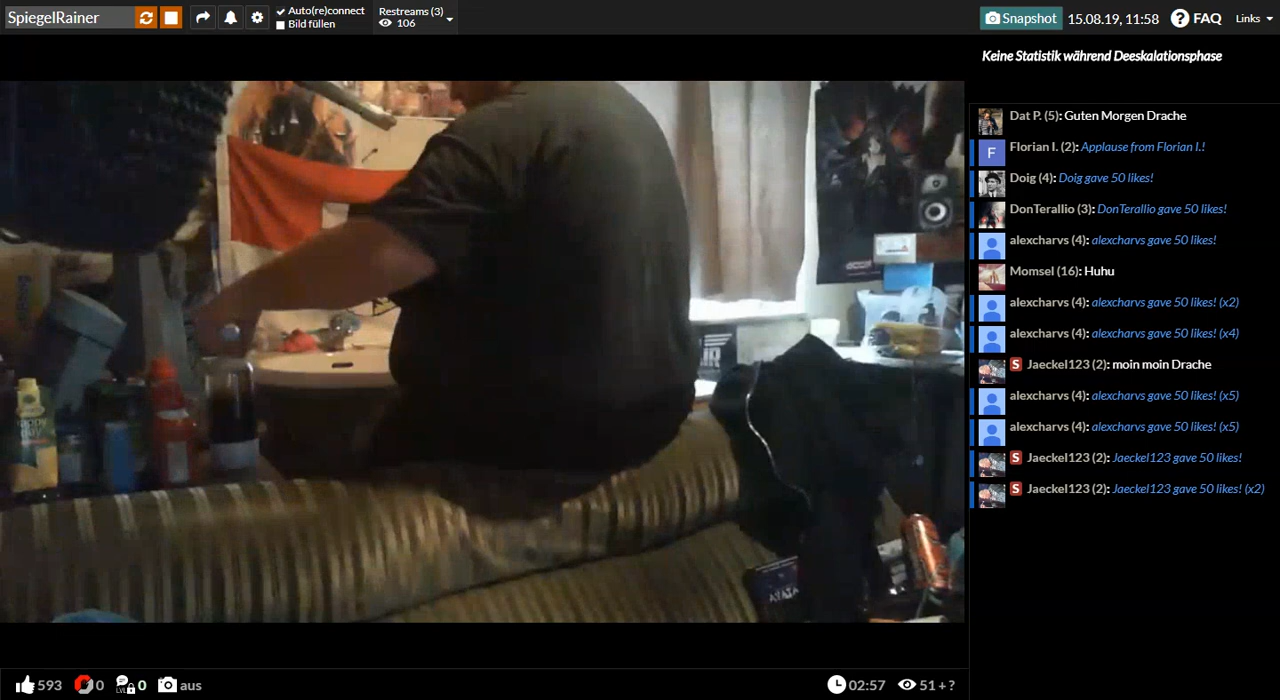 SpiegelRainer
Auto(re)connect
Bild füllen
Restreams (3)
106
Snapshot
15.08.19, 11:58
? FAQ
Links
Keine Statistik während Deeskalationsphase
Dat P. (5): Guten Morgen Drache
F
Florian I. (2): Applause from Florian I.!
Doig (4): Doig gave 50 likes!
DonTerallio (3): DonTerallio gave 50 likes!
alexcharvs (4): alexcharvs gave 50 likes!
Momsel (16): Huhu
alexcharvs (4): alexcharvs gave 50 likes! (x2)
alexcharvs (4): alexcharvs gave 50 likes! (x4)
S Jaeckel123 (2): moin moin Drache
alexcharvs (4): alexcharvs gave 50 likes! (x5)
alexcharvs (4): alexcharvs gave 50 likes! (x5)
S Jaeckel123 (2): Jaeckel123 gave 50 likes!
S Jaeckel123 (2): Jaeckel123 gave 50 likes! (x2)
happy
day
AVATAR
593
0
LVL
0
aus
02:57
51 + ?